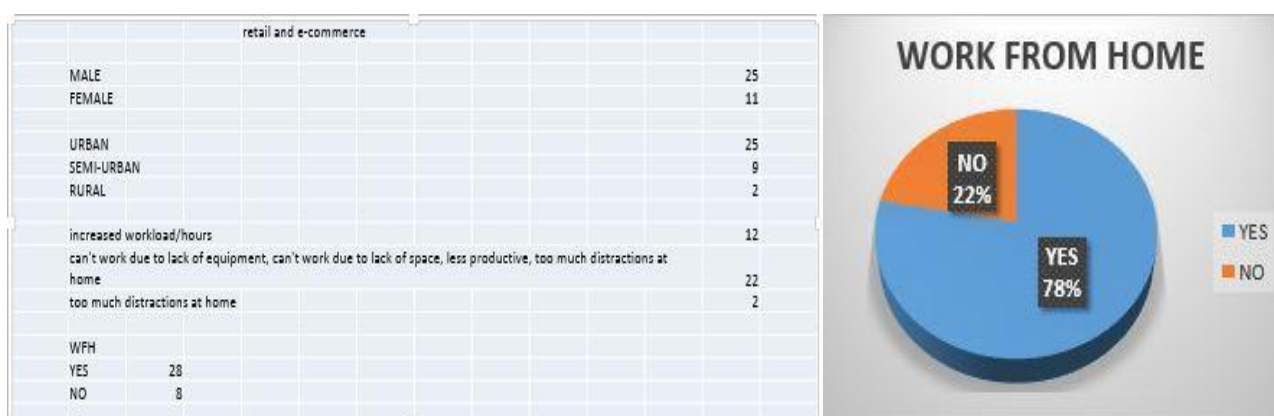 retail and e-commerce
MALE 25
FEMALE 11
URBAN 25
SEMI-URBAN 9
RURAL 2
increased workload/hours 12
can't work due to lack of equipment, can't work due to lack of space, less productive, too much distractions at
home 22
too much distractions at home 2
WFH
YES 28
NO 8
WORK FROM HOME
NO
22%
YES
78%
YES
NO